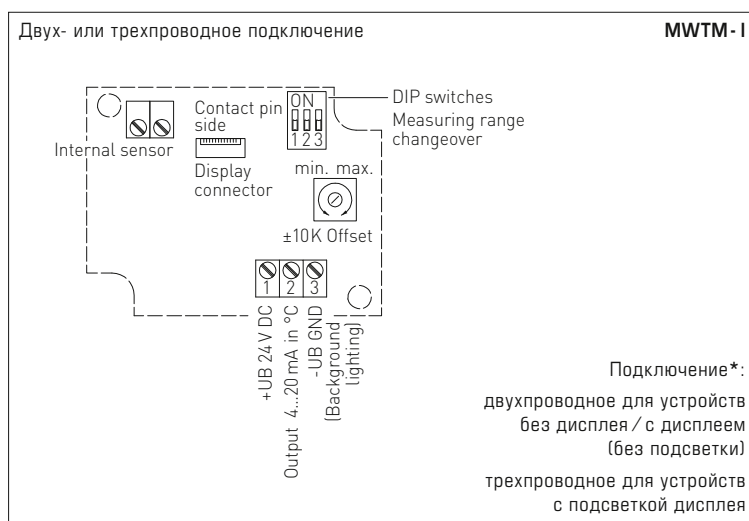 Двух- или трехпроводное подключение
MWTM - I
Internal sensor
Contact pin
side
Display
connector
ON
1 2 3
DIP switches
Measuring range
changeover
min. max.
±10K Offset
1 2 3
+UB 24 V DC
Output 4...20 mA in °C
-UB GND
(Background
lighting)
Подключение*:
двухпроводное для устройств
без дисплея / с дисплеем
(без подсветки)
трехпроводное для устройств
с подсветкой дисплея